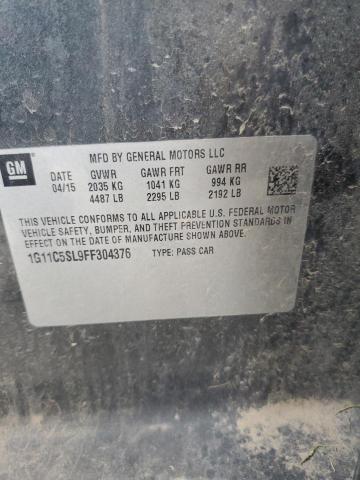 GM
MFD BY GENERAL MOTORS LLC
DATE GVWR GAWR FRT GAWR RR
04/15 2035 KG 1041 KG 994 KG
4487 LB 2295 LB 2192 LB
THIS VEHICLE CONFORMS TO ALL APPLICABLE U.S. FEDERAL MOTOR
VEHICLE SAFETY, BUMPER, AND THEFT PREVENTION STANDARDS IN
EFFECT ON THE DATE OF MANUFACTURE SHOWN ABOVE.
1G11C5SL9FF304376 TYPE: PASS CAR